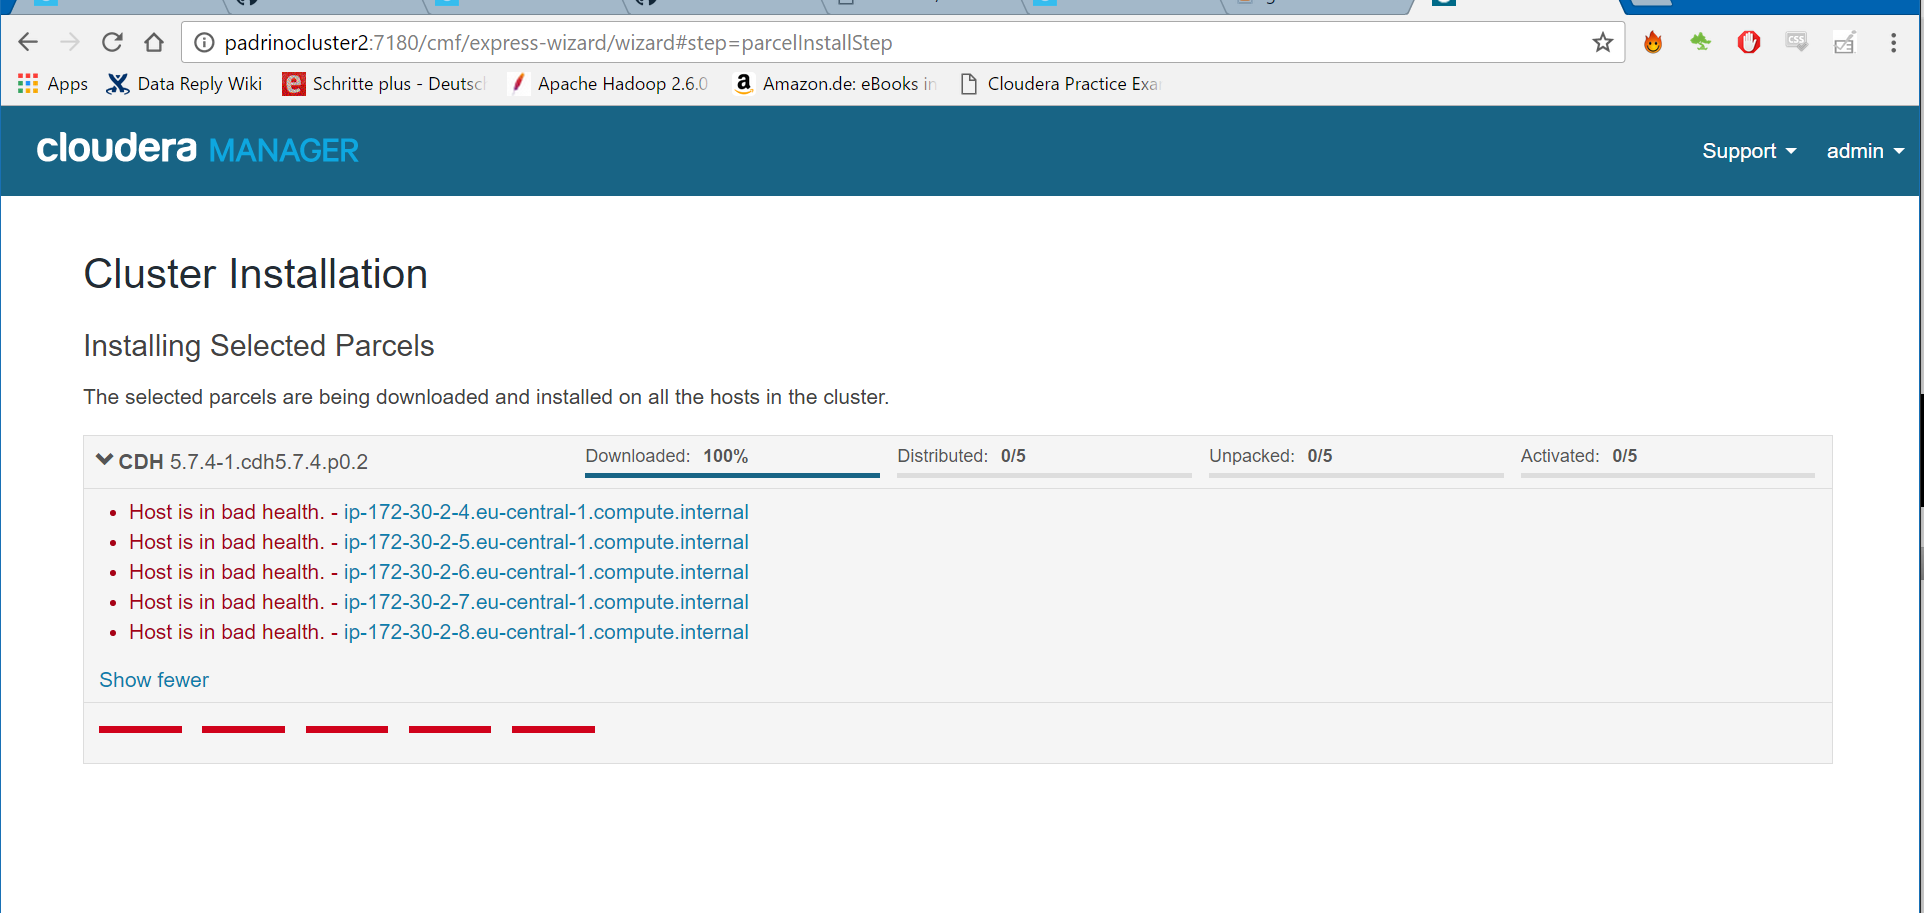 padrinocluster2:7180/cmf/express-wizard/wizard#step=parcelInstallStep
Apps Data Reply Wiki Schritte plus - Deutsc Apache Hadoop 2.6.0 Amazon.de: eBooks in Cloudera Practice Exa
cloudera MANAGER Support admin
Cluster Installation
Installing Selected Parcels
The selected parcels are being downloaded and installed on all the hosts in the cluster.
CDH 5.7.4-1.cdh5.7.4.p0.2 Downloaded: 100% Distributed: 0/5 Unpacked: 0/5 Activated: 0/5
Host is in bad health. - ip-172-30-2-4.eu-central-1.compute.internal
Host is in bad health. - ip-172-30-2-5.eu-central-1.compute.internal
Host is in bad health. - ip-172-30-2-6.eu-central-1.compute.internal
Host is in bad health. - ip-172-30-2-7.eu-central-1.compute.internal
Host is in bad health. - ip-172-30-2-8.eu-central-1.compute.internal
Show fewer